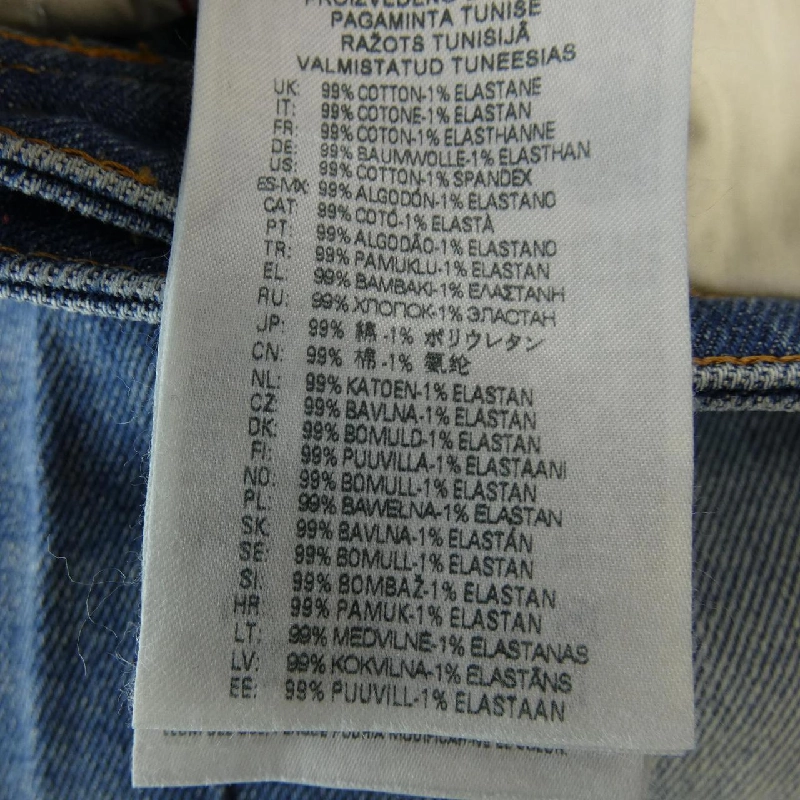 PROIZVEDENO
PAGAMINTA TUNISE
RAŽOTS TUNISIJĀ
VALMISTATUD TUNEESIAS
UK: 99% COTTON-1% ELASTANE
IT: 99% COTONE-1% ELASTAN
FR: 99% COTON-1% ELASTHANNE
DE: 99% BAUMWOLLE-1% ELASTHAN
US: 99% COTTON-1% SPANDEX
ES-MX: 99% ALGODÓN-1% ELASTANO
CAT: 99% COTÓ-1% ELASTÀ
PT: 99% ALGODÃO-1% ELASTANO
TR: 99% PAMUKLU-1% ELASTAN
EL: 99% ΒΑΜΒΑΚΙ-1% ΕΛΑΣΤΑΝΗ
RU: 99% ХЛОПОК-1% ЭЛАСТАН
JP: 99% 綿 -1% ポリウレタン
CN: 99% 棉 -1% 氨纶
NL: 99% KATOEN-1% ELASTAN
CZ: 99% BAVLNA-1% ELASTAN
DK: 99% BOMULD-1% ELASTAN
FI: 99% PUUVILLA-1% ELASTAANI
NO: 99% BOMULL-1% ELASTAN
PL: 99% BAWEŁNA-1% ELASTAN
SK: 99% BAVLNA-1% ELASTÁN
SE: 99% BOMULL-1% ELASTAN
SI: 99% BOMBAŽ-1% ELASTAN
HR: 99% PAMUK-1% ELASTAN
LT: 99% MEDVILNĖ-1% ELASTANAS
LV: 99% KOKVILNA-1% ELASTĀNS
EE: 99% PUUVILL-1% ELASTAAN